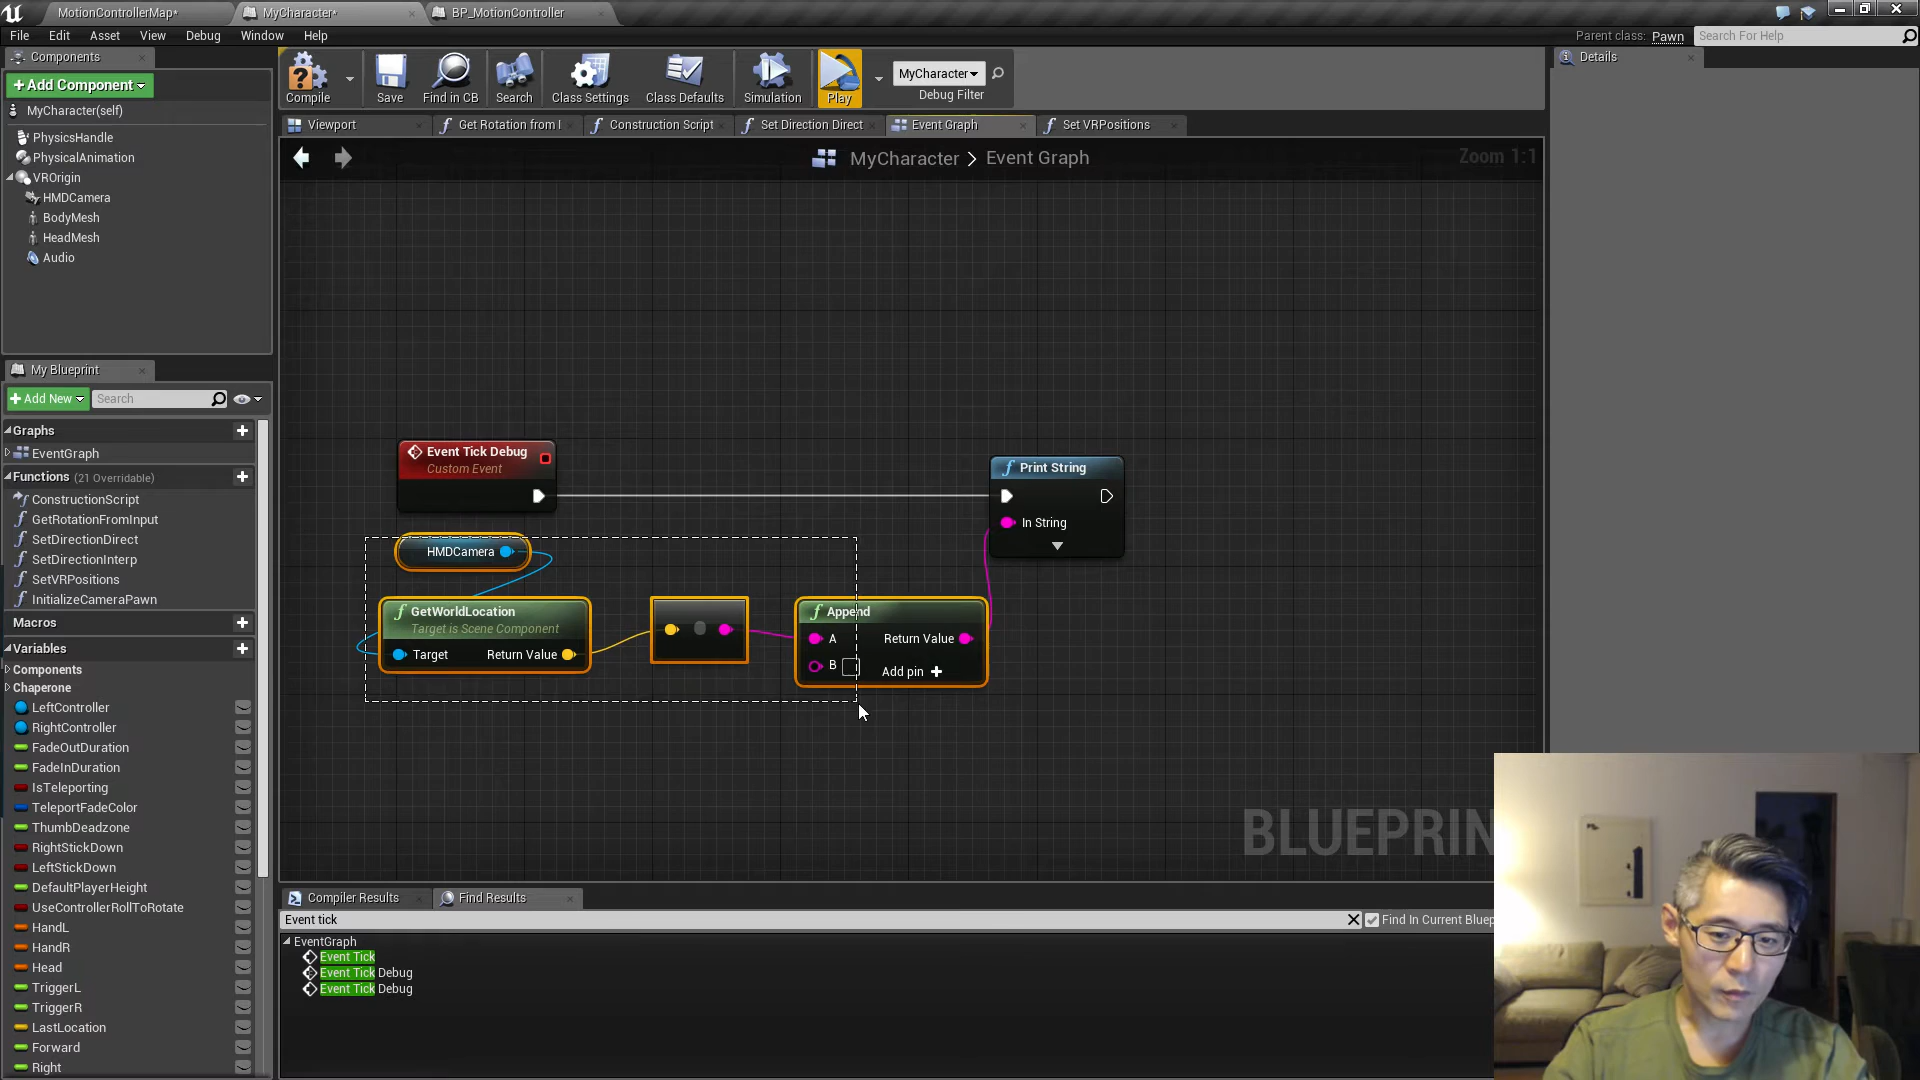 MotionControllerMap*
MyCharacter*
BP_MotionController
File
Edit
Asset
View
Debug
Window
Help
Parent class:
Pawn
Search For Help
Components
Add Component
MyCharacter(self)
PhysicsHandle
PhysicalAnimation
VROrigin
HMDCamera
BodyMesh
HeadMesh
Audio
Compile
Save
Find in CB
Search
Class Settings
Class Defaults
Simulation
Play
MyCharacter
Debug Filter
Details
Viewport
Get Rotation from I
Construction Script
Set Direction Direct
Event Graph
Set VRPositions
MyCharacter > Event Graph
Zoom 1:1
My Blueprint
Add New
Search
Graphs
EventGraph
Functions (21 Overridable)
ConstructionScript
GetRotationFromInput
SetDirectionDirect
SetDirectionInterp
SetVRPositions
InitializeCameraPawn
Macros
Variables
Components
Chaperone
LeftController
RightController
FadeOutDuration
FadeInDuration
IsTeleporting
TeleportFadeColor
ThumbDeadzone
RightStickDown
LeftStickDown
DefaultPlayerHeight
UseControllerRollToRotate
HandL
HandR
Head
TriggerL
TriggerR
LastLocation
Forward
Right
Event Tick Debug
Custom Event
HMDCamera
GetWorldLocation
Target is Scene Component
Target
Return Value
Append
A
Return Value
B
Add pin
Print String
In String
BLUEPRIN
Compiler Results
Find Results
Event tick
Find In Current Bluep
EventGraph
Event Tick
Event Tick Debug
Event Tick Debug